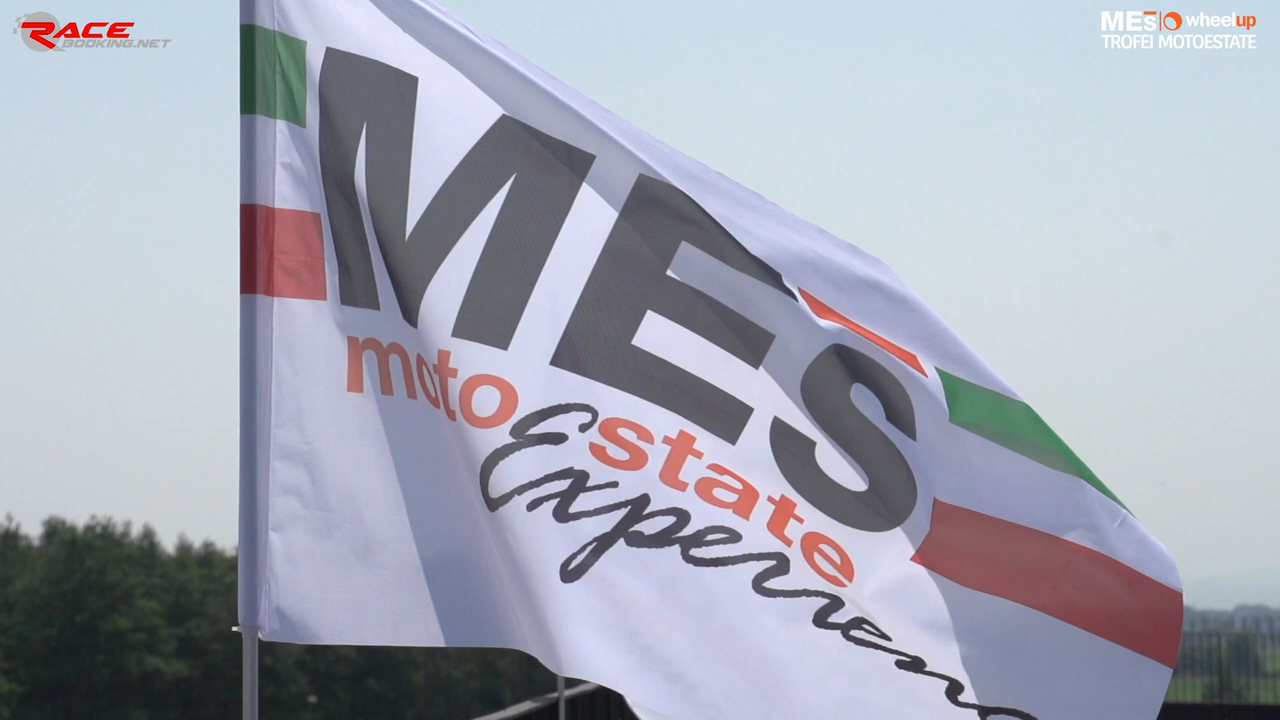 RACE
BOOKING.NET
MES wheelup
TROFEI MOTOESTATE
MES
motoEstate